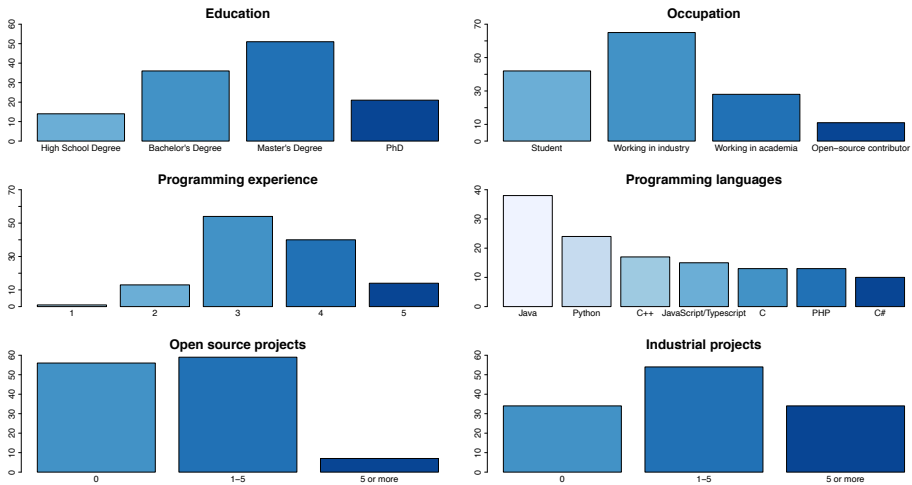 Education
0 10 20 30 40 50 60
High School Degree Bachelor's Degree Master's Degree PhD
Occupation
0 10 30 50 70
Student Working in industry Working in academia Open−source contributor
Programming experience
0 10 30 50 70
1 2 3 4 5
Programming languages
0 10 20 30 40
Java Python C++ JavaScript/Typescript C PHP C#
Open source projects
0 10 20 30 40 50 60
0 1−5 5 or more
Industrial projects
0 10 20 30 40 50 60
0 1−5 5 or more